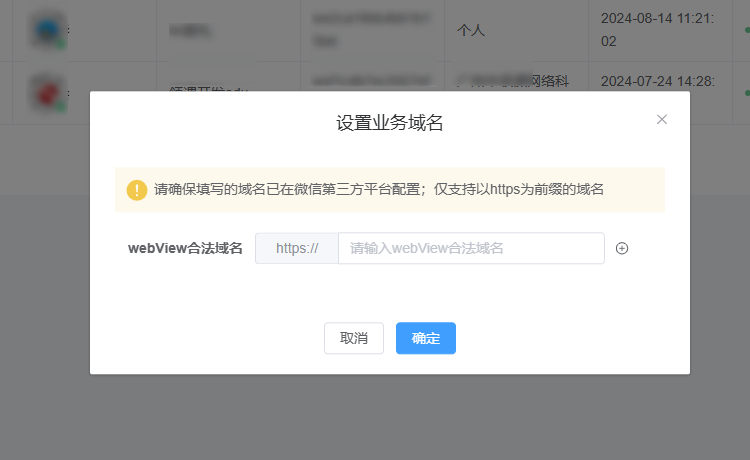 个人
2024-08-14 11:21:
02
网络科
2024-07-24 14:28:
设置业务域名
请确保填写的域名已在微信第三方平台配置；仅支持以https为前缀的域名
webView合法域名
https://
请输入webView合法域名
取消
确定